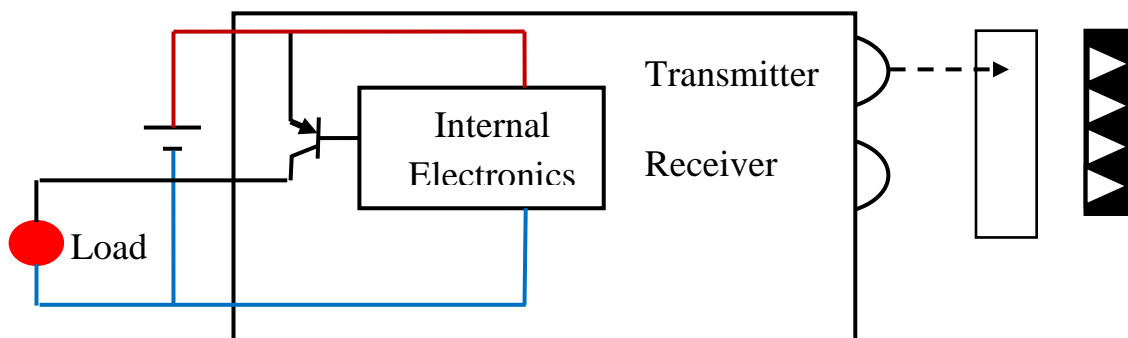 Transmitter
Internal
Electronics
Receiver
Load